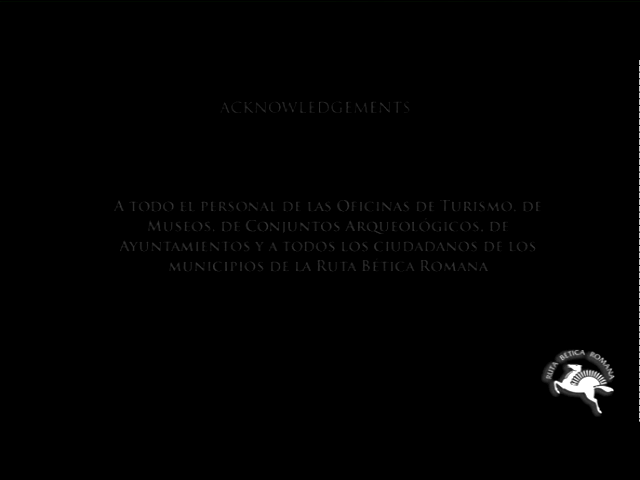 ACKNOWLEDGEMENTS
A TODO EL PERSONAL DE LAS OFICINAS DE TURISMO, DE
MUSEOS, DE CONJUNTOS ARQUEOLÓGICOS, DE
AYUNTAMIENTOS Y A TODOS LOS CIUDADANOS DE LOS
MUNICIPIOS DE LA RUTA BETICA ROMANA
RUTA BETICA ROMANA